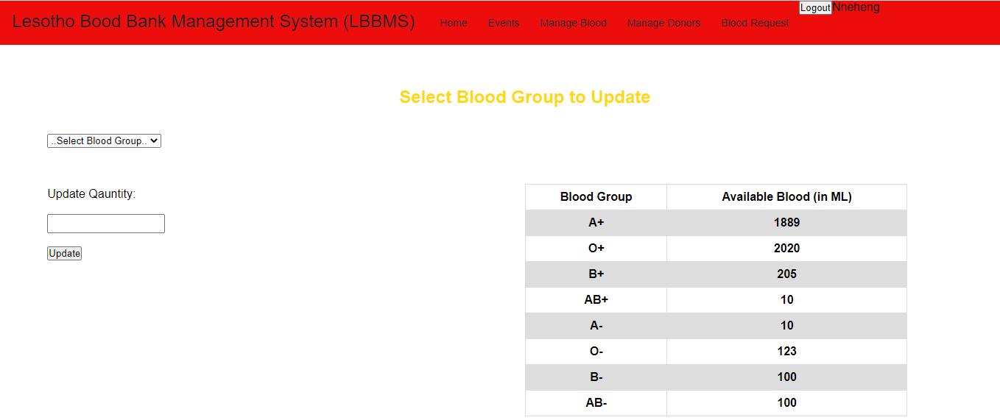 Lesotho Bood Bank Management System (LBBMS) Home Events Manage Blood Manage Donors Blood Request Logout Nneheng
Select Blood Group to Update
..Select Blood Group..
Update Qauntity:
Update
Blood Group Available Blood (in ML)
A+ 1889
O+ 2020
B+ 205
AB+ 10
A- 10
O- 123
B- 100
AB- 100